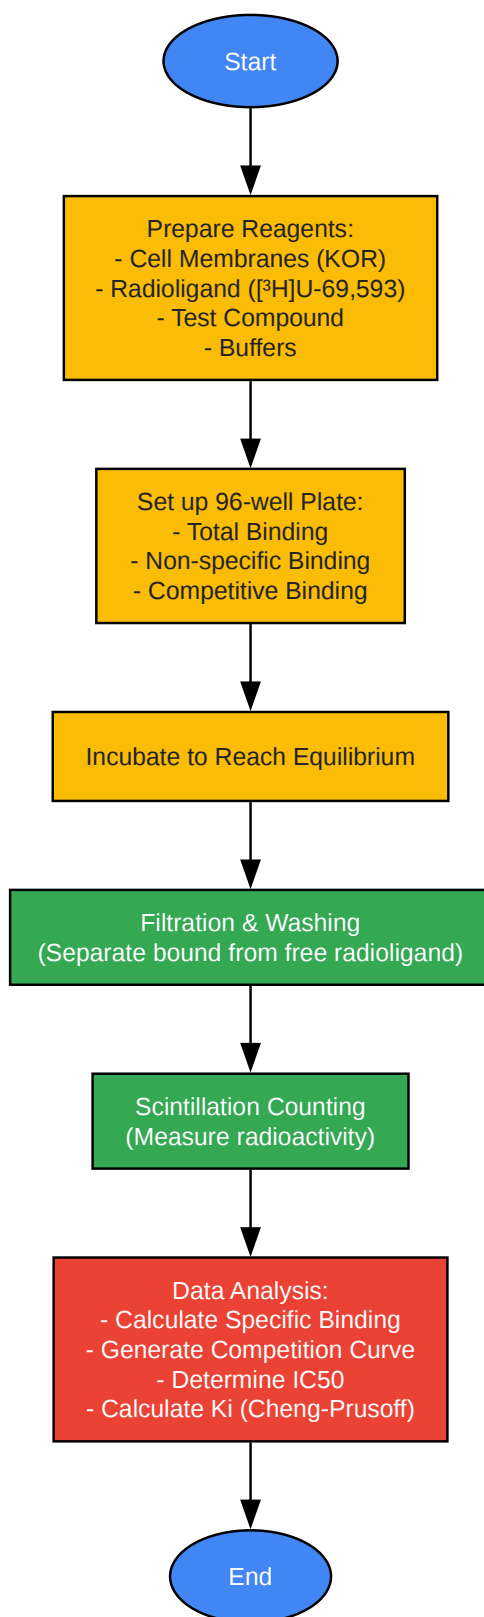 Start
Prepare Reagents:
- Cell Membranes (KOR)
- Radioligand ([³H]U-69,593)
- Test Compound
- Buffers
Set up 96-well Plate:
- Total Binding
- Non-specific Binding
- Competitive Binding
Incubate to Reach Equilibrium
Filtration & Washing
(Separate bound from free radioligand)
Scintillation Counting
(Measure radioactivity)
Data Analysis:
- Calculate Specific Binding
- Generate Competition Curve
- Determine IC50
- Calculate Ki (Cheng-Prusoff)
End